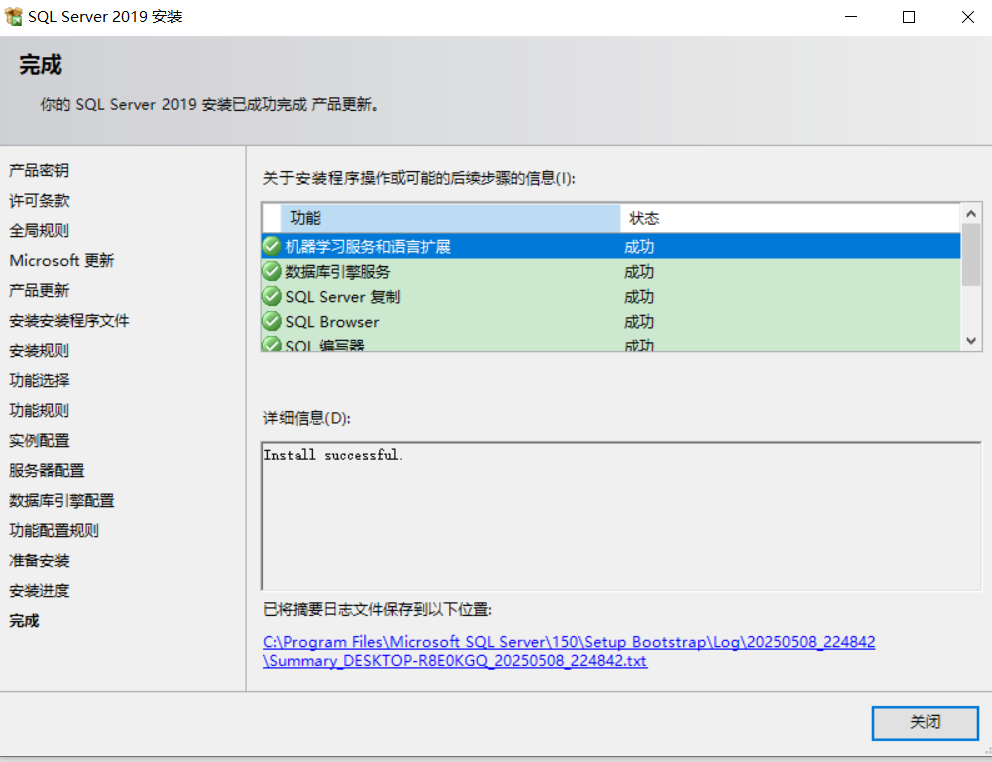 SQL Server 2019 安装
完成
你的 SQL Server 2019 安装已成功完成 产品更新。
产品密钥
许可条款
全局规则
Microsoft 更新
产品更新
安装安装程序文件
安装规则
功能选择
功能规则
实例配置
服务器配置
数据库引擎配置
功能配置规则
准备安装
安装进度
完成
关于安装程序操作或可能的后续步骤的信息(I):
功能 状态
机器学习服务和语言扩展 成功
数据库引擎服务 成功
SQL Server 复制 成功
SQL Browser 成功
SQL 编写器 成功
详细信息(D):
Install successful.
已将摘要日志文件保存到以下位置:
C:\Program Files\Microsoft SQL Server\150\Setup Bootstrap\Log\20250508_224842
\Summary_DESKTOP-R8E0KGQ_20250508_224842.txt
关闭